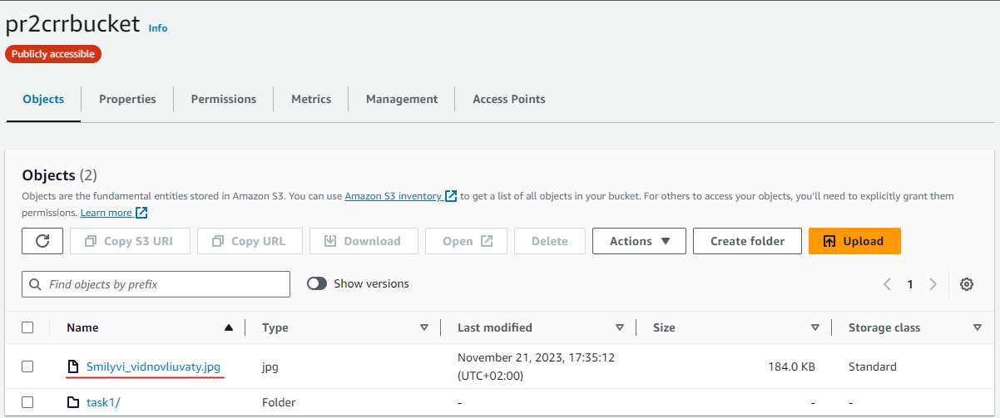 pr2crrbucket Info
Publicly accessible
Objects Properties Permissions Metrics Management Access Points
Objects (2)
Objects are the fundamental entities stored in Amazon S3. You can use Amazon S3 inventory to get a list of all objects in your bucket. For others to access your objects, you'll need to explicitly grant them
permissions. Learn more
Copy S3 URI Copy URL Download Open Delete Actions Create folder Upload
Find objects by prefix Show versions 1
Name Type Last modified Size Storage class
Smilyvi_vidnovliuvaty.jpg jpg November 21, 2023, 17:35:12 184.0 KB Standard
(UTC+02:00)
task1/ Folder - - -